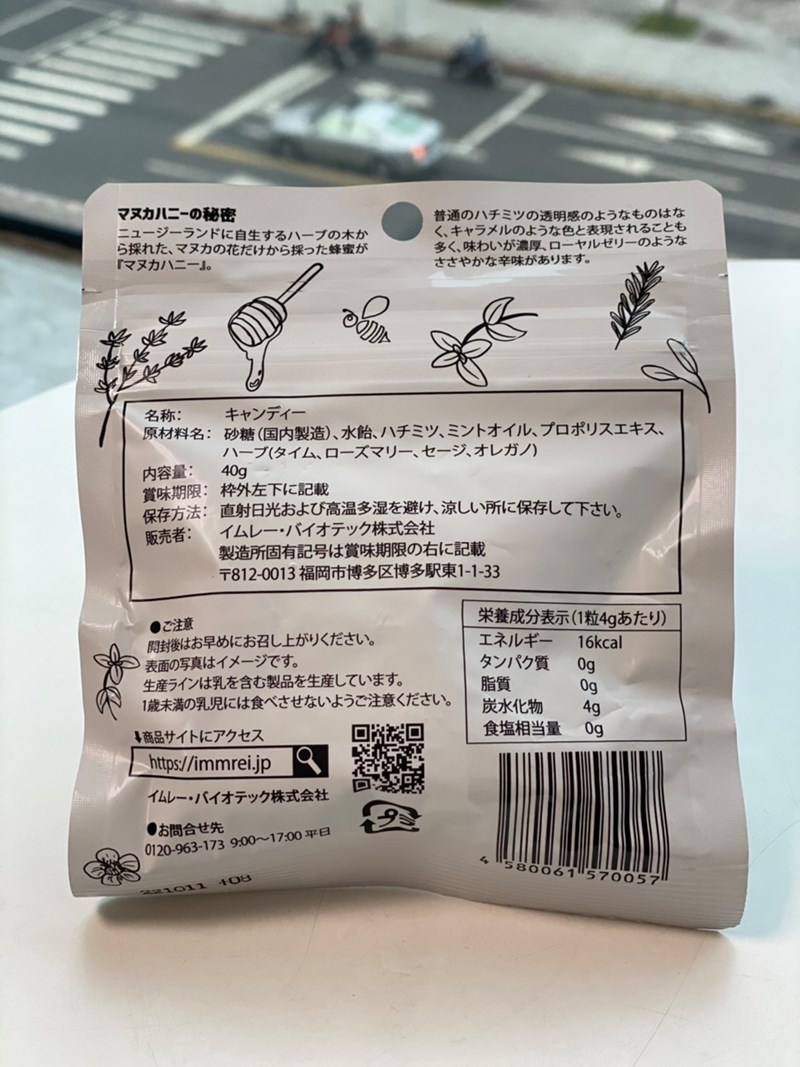 マヌカハニーの秘密
ニュージーランドに自生するハーブの木か
ら採れた、マヌカの花だけから採った蜂蜜が
『マヌカハニー』。
普通のハチミツの透明感のようなものはな
く、キャラメルのような色と表現されることも
多く、味わいが濃厚、ローヤルゼリーのような
ささやかな辛味があります。
名称： キャンディー
原材料名： 砂糖（国内製造）、水飴、ハチミツ、ミントオイル、プロポリスエキス、
ハーブ(タイム、ローズマリー、セージ、オレガノ)
内容量： 40g
賞味期限： 枠外左下に記載
保存方法： 直射日光および高温多湿を避け、涼しい所に保存して下さい。
販売者： イムレー・バイオテック株式会社
製造所固有記号は賞味期限の右に記載
〒812-0013 福岡市博多区博多駅東1-1-33
●ご注意
開封後はお早めにお召し上がりください。
表面の写真はイメージです。
生産ラインは乳を含む製品を生産しています。
1歳未満の乳児には食べさせないようご注意ください。
栄養成分表示（1粒4gあたり）
エネルギー 16kcal
タンパク質 0g
脂質 0g
炭水化物 4g
食塩相当量 0g
⬇商品サイトにアクセス
https://immrei.jp
イムレー・バイオテック株式会社
プラ
●お問合せ先
0120-963-173 9:00～17:00 平日
221011 +08
4 580061 570057